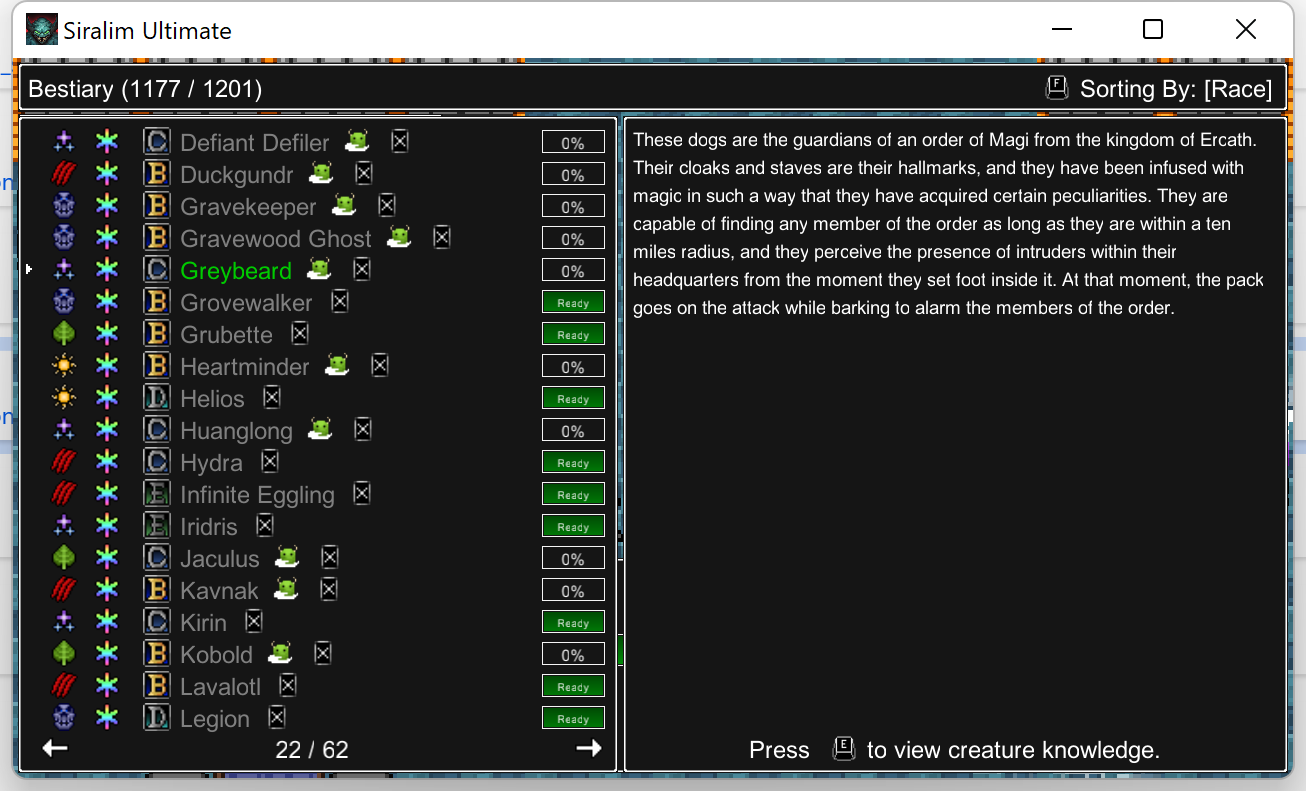 Siralim Ultimate
Bestiary (1177 / 1201)
F Sorting By: [Race]
C Defiant Defiler 0%
B Duckgundr 0%
B Gravekeeper 0%
B Gravewood Ghost 0%
C Greybeard 0%
B Grovewalker Ready
B Grubette Ready
B Heartminder 0%
D Helios Ready
C Huanglong 0%
C Hydra Ready
E Infinite Eggling Ready
E Iridris Ready
C Jaculus 0%
B Kavnak 0%
C Kirin Ready
B Kobold 0%
B Lavalotl Ready
D Legion Ready
22 / 62
These dogs are the guardians of an order of Magi from the kingdom of Ercath.
Their cloaks and staves are their hallmarks, and they have been infused with
magic in such a way that they have acquired certain peculiarities. They are
capable of finding any member of the order as long as they are within a ten
miles radius, and they perceive the presence of intruders within their
headquarters from the moment they set foot inside it. At that moment, the pack
goes on the attack while barking to alarm the members of the order.
Press E to view creature knowledge.